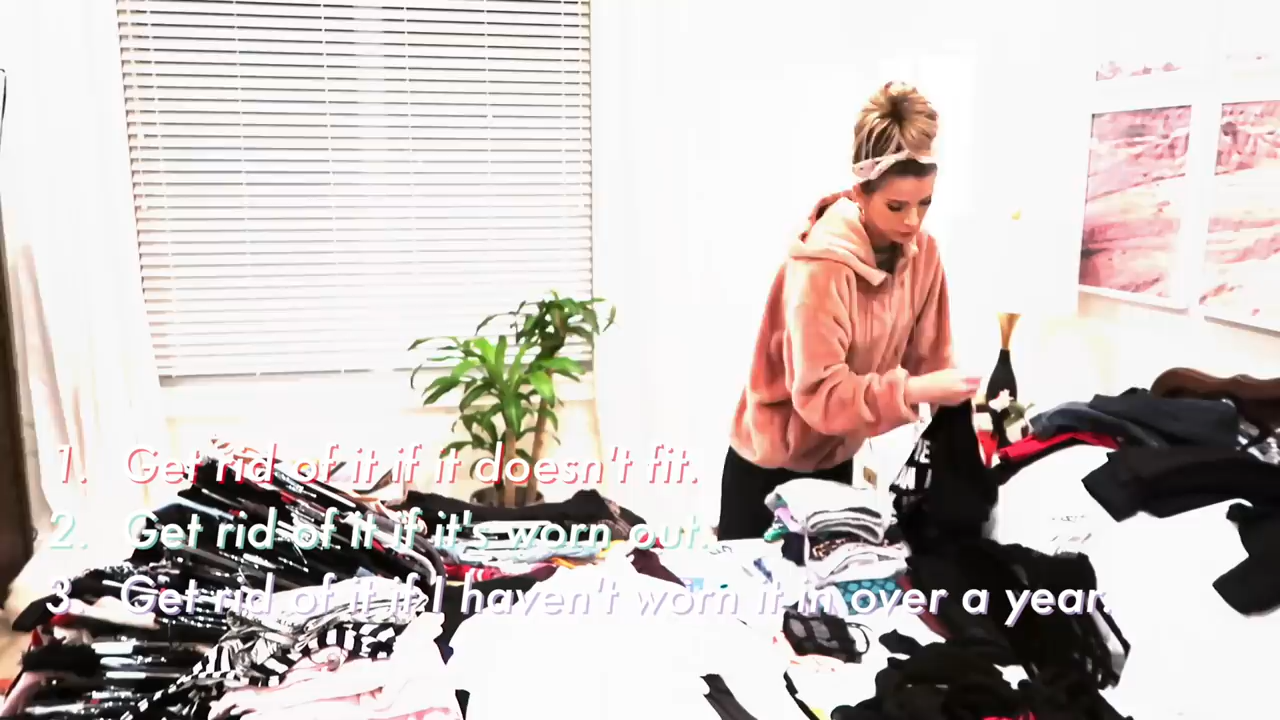 1. Get rid of it if it doesn't fit.
2. Get rid of it if it's worn out.
3. Get rid of it if I haven't worn it in over a year.